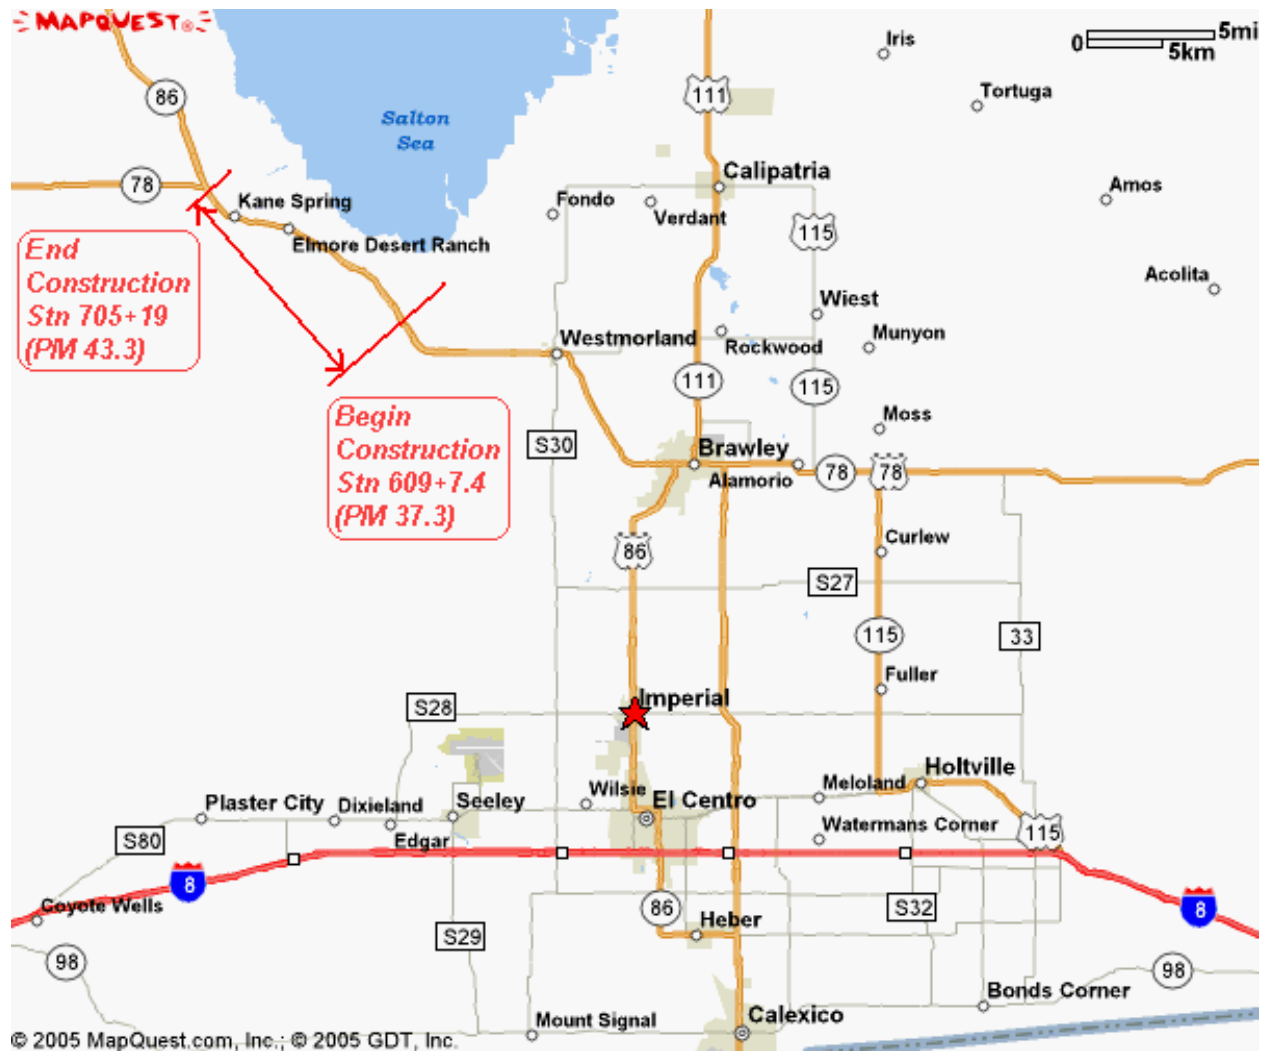 MAPQUEST®
0 5mi
5km
Iris
86
111
Tortuga
Salton
Sea
Calipatria
78
Kane Spring
Fondo
Verdant
Amos
115
End
Construction
Stn 705+19
(PM 43.3)
Elmore Desert Ranch
Acolita
Wiest
Westmorland
Rockwood
Munyon
111
115
Begin
Construction
Stn 609+7.4
(PM 37.3)
Moss
S30
Brawley
Alamorio
78
78
Curlew
86
S27
115
33
Fuller
Imperial
S28
Holtville
Wilsie
Meloland
Plaster City
Dixieland
Seeley
El Centro
Edgar
Watermans Corner
115
S80
8
Coyote Wells
86
S32
8
Heber
S29
98
98
Bonds Corner
Mount Signal
Calexico
© 2005 MapQuest.com, Inc.; © 2005 GDT, Inc.